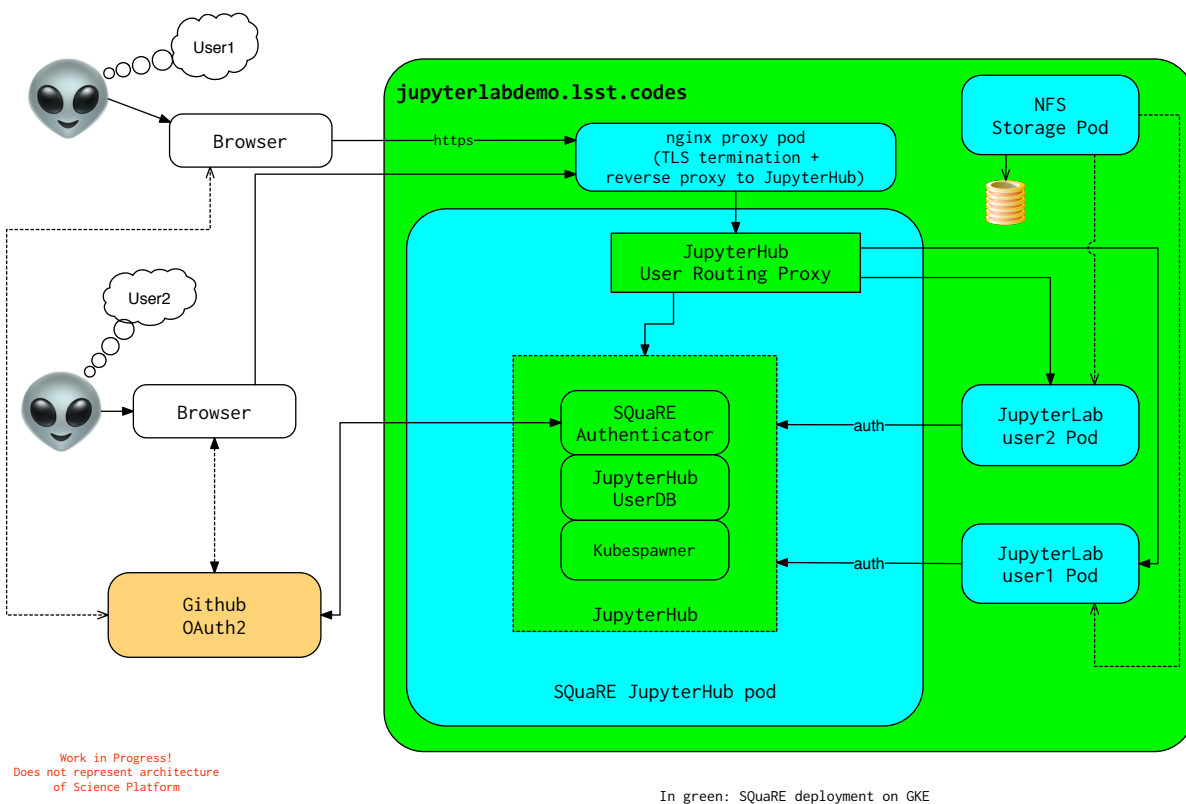 User1
Browser
https
jupyterlabdemo.lsst.codes
nginx proxy pod
(TLS termination +
reverse proxy to JupyterHub)
NFS
Storage Pod
JupyterHub
User Routing Proxy
User2
Browser
SQuaRE
Authenticator
JupyterHub
UserDB
Kubespawner
JupyterHub
auth
JupyterLab
user2 Pod
auth
JupyterLab
user1 Pod
Github
OAuth2
SQuaRE JupyterHub pod
Work in Progress!
Does not represent architecture
of Science Platform
In green: SQuaRE deployment on GKE